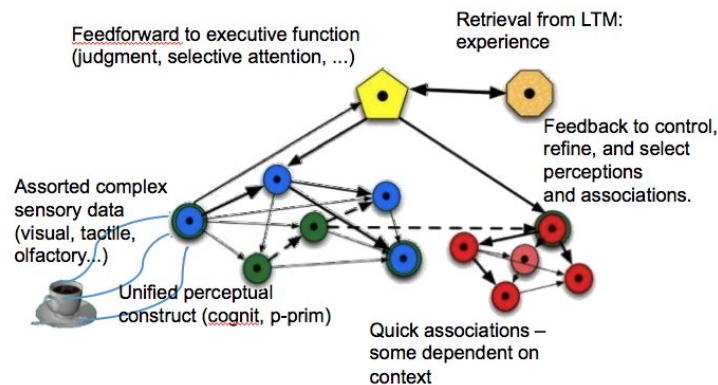 Feedforward to executive function
(judgment, selective attention, ...)
Retrieval from LTM:
experience
Feedback to control,
refine, and select
perceptions
and associations.
Assorted complex
sensory data
(visual, tactile,
olfactory...)
Unified perceptual
construct (cognit, p-prim)
Quick associations –
some dependent on
context